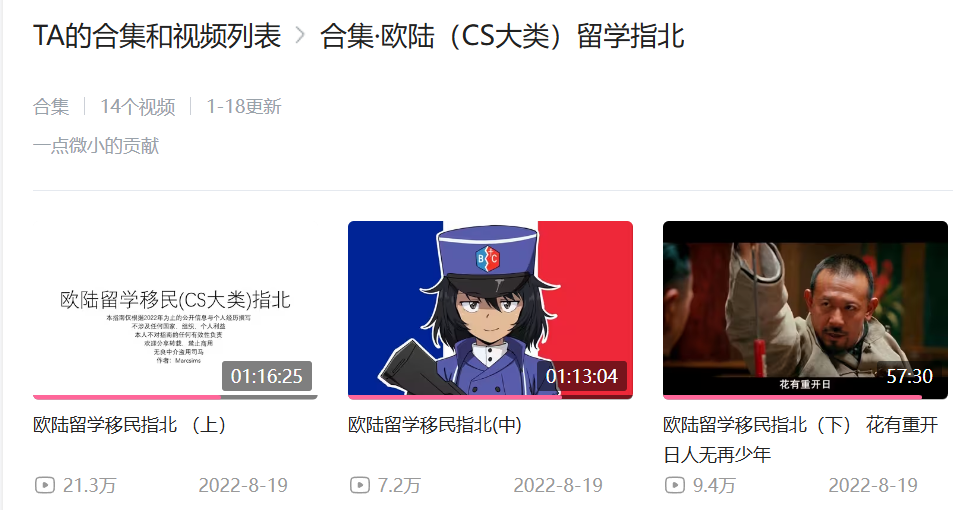 TA的合集和视频列表 > 合集·欧陆（CS大类）留学指北
合集 | 14个视频 | 1-18更新
一点微小的贡献
欧陆留学移民(CS大类)指北
本指南仅根据2022年为止的公开信息与个人经历撰写
不涉及任何国家、组织、个人利益
本人不对指南的任何有效性负责
欢迎分享转载，禁止商用
无良中介盗用司马
作者：Marcsims
01:16:25
B C
01:13:04
花有重开日
57:30
欧陆留学移民指北 （上）
欧陆留学移民指北(中)
欧陆留学移民指北（下） 花有重开
日人无再少年
21.3万
2022-8-19
7.2万
2022-8-19
9.4万
2022-8-19